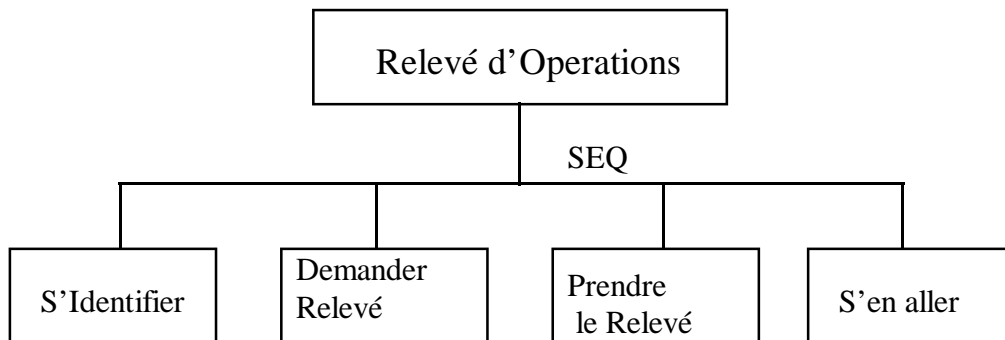 Relevé d’Operations
SEQ
S’Identifier
Demander
Relevé
Prendre
le Relevé
S’en aller